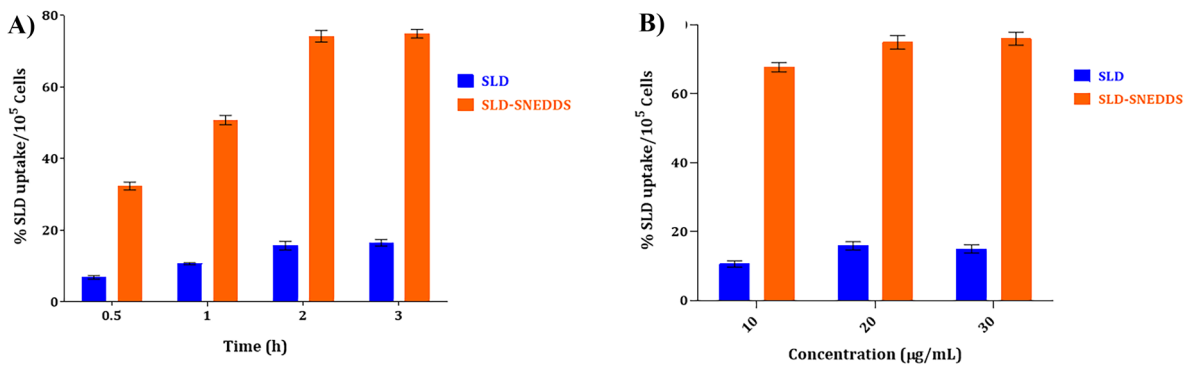 A)
% SLD uptake/10⁵ Cells
80
60
40
20
0
0.5 1 2 3
Time (h)
SLD
SLD-SNEDDS
B)
% SLD uptake/10⁵ Cells
80
60
40
20
0
10 20 30
Concentration (µg/mL)
SLD
SLD-SNEDDS